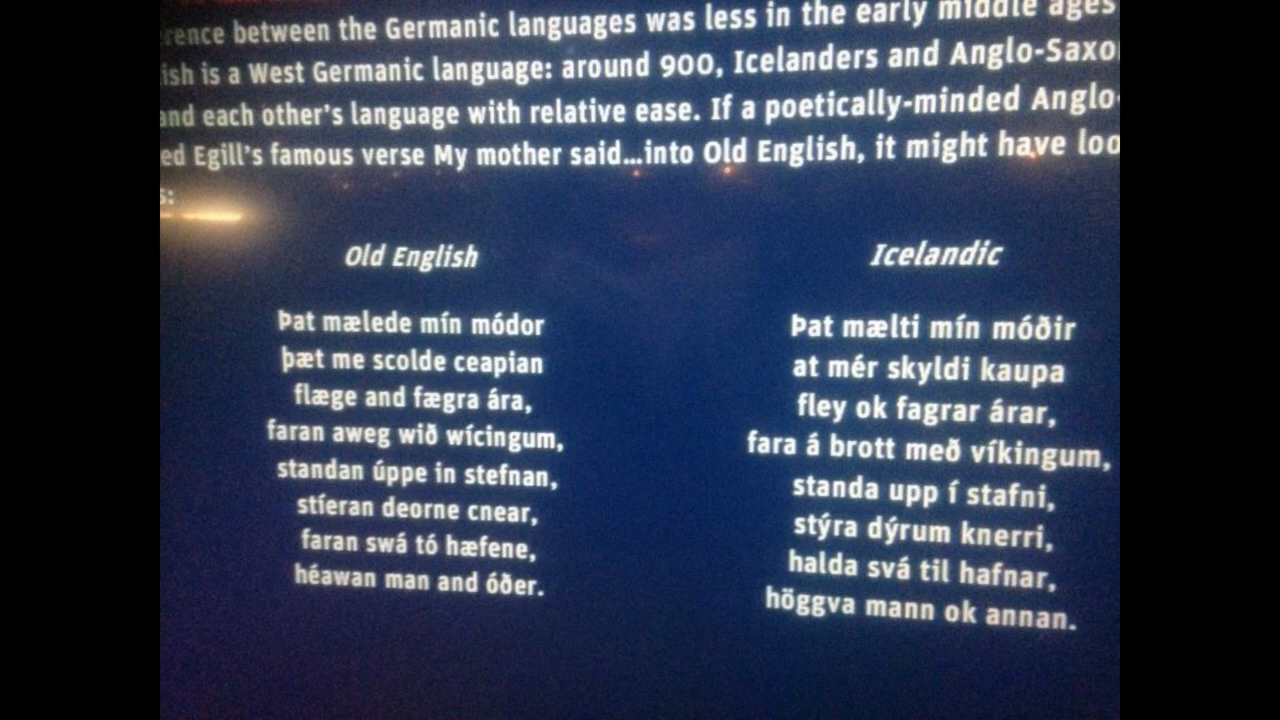 between the Germanic languages was less in the early middle ages
is a West Germanic language: around 900, Icelanders and Anglo-Saxo
each other's language with relative ease. If a poetically-minded Anglo-
Egill's famous verse My mother said...into Old English, it might have loo
Old English
Þat mælede mín módor
þæt me scolde ceapian
flæge and fægra ára,
faran aweg wið wícingum,
standan úppe in stefnan,
stíeran deorne cnear,
faran swá tó hæfene,
héawan man and óðer.
Icelandic
Þat mælti mín móðir
at mér skyldi kaupa
fley ok fagrar árar,
fara á brott með víkingum,
standa upp í stafni,
stýra dýrum knerri,
halda svá til hafnar,
höggva mann ok annan.